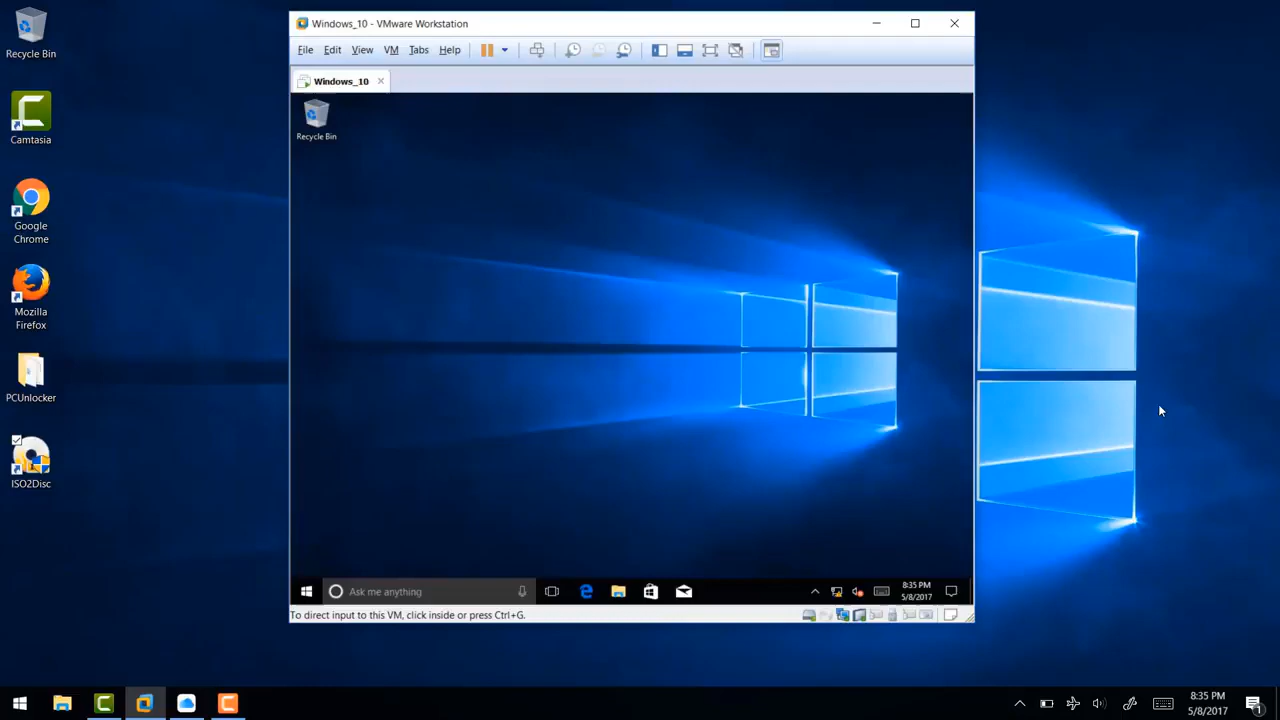 Recycle Bin
Camtasia
Google
Chrome
Mozilla
Firefox
PCUnlocker
ISO2Disc
Windows_10 - VMware Workstation
File Edit View VM Tabs Help
Windows_10
Recycle Bin
Ask me anything
8:35 PM
5/8/2017
To direct input to this VM, click inside or press Ctrl+G.
8:35 PM
5/8/2017
1